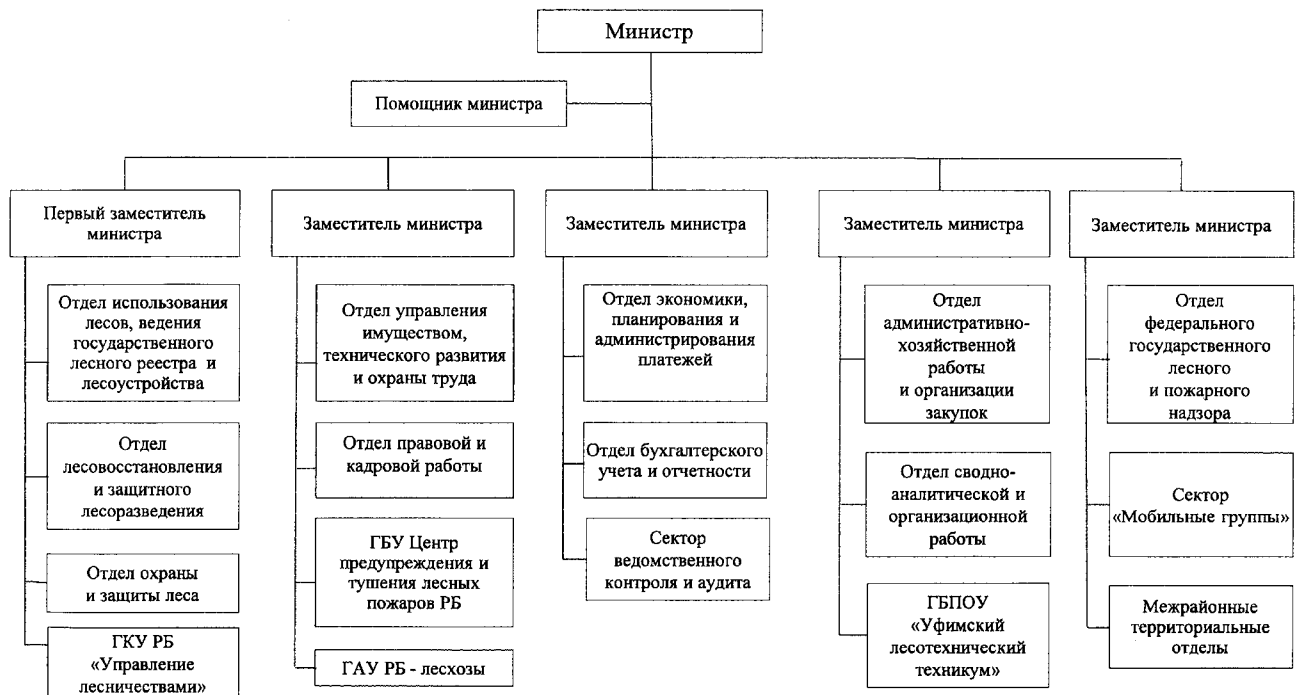 Министр
Помощник министра
Первый заместитель
министра
Отдел использования
лесов, ведения
государственного
лесного реестра и
лесоустройства
Отдел
лесовосстановления
и защитного
лесоразведения
Отдел охраны
и защиты леса
ГКУ РБ
«Управление
лесничествами»
Заместитель министра
Отдел управления
имуществом,
технического развития
и охраны труда
Отдел правовой и
кадровой работы
ГБУ Центр
предупреждения и
тушения лесных
пожаров РБ
ГАУ РБ - лесхозы
Заместитель министра
Отдел экономики,
планирования и
администрирования
платежей
Отдел бухгалтерского
учета и отчетности
Сектор
ведомственного
контроля и аудита
Заместитель министра
Отдел
административно-
хозяйственной
работы
и организации
закупок
Отдел сводно-
аналитической и
организационной
работы
ГБПОУ
«Уфимский
лесотехнический
техникум»
Заместитель министра
Отдел
федерального
государственного
лесного
и пожарного
надзора
Сектор
«Мобильные группы»
Межрайонные
территориальные
отделы